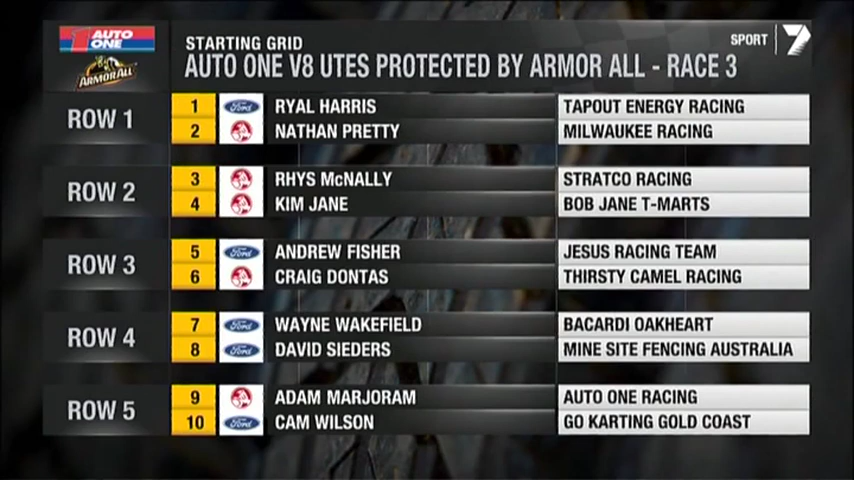 1 AUTO ONE
ARMOR ALL
STARTING GRID
AUTO ONE V8 UTES PROTECTED BY ARMOR ALL - RACE 3
SPORT 7
ROW 1
1 Ford RYAL HARRIS TAPOUT ENERGY RACING
2 NATHAN PRETTY MILWAUKEE RACING
ROW 2
3 RHYS McNALLY STRATCO RACING
4 KIM JANE BOB JANE T-MARTS
ROW 3
5 Ford ANDREW FISHER JESUS RACING TEAM
6 CRAIG DONTAS THIRSTY CAMEL RACING
ROW 4
7 Ford WAYNE WAKEFIELD BACARDI OAKHEART
8 Ford DAVID SIEDERS MINE SITE FENCING AUSTRALIA
ROW 5
9 ADAM MARJORAM AUTO ONE RACING
10 Ford CAM WILSON GO KARTING GOLD COAST